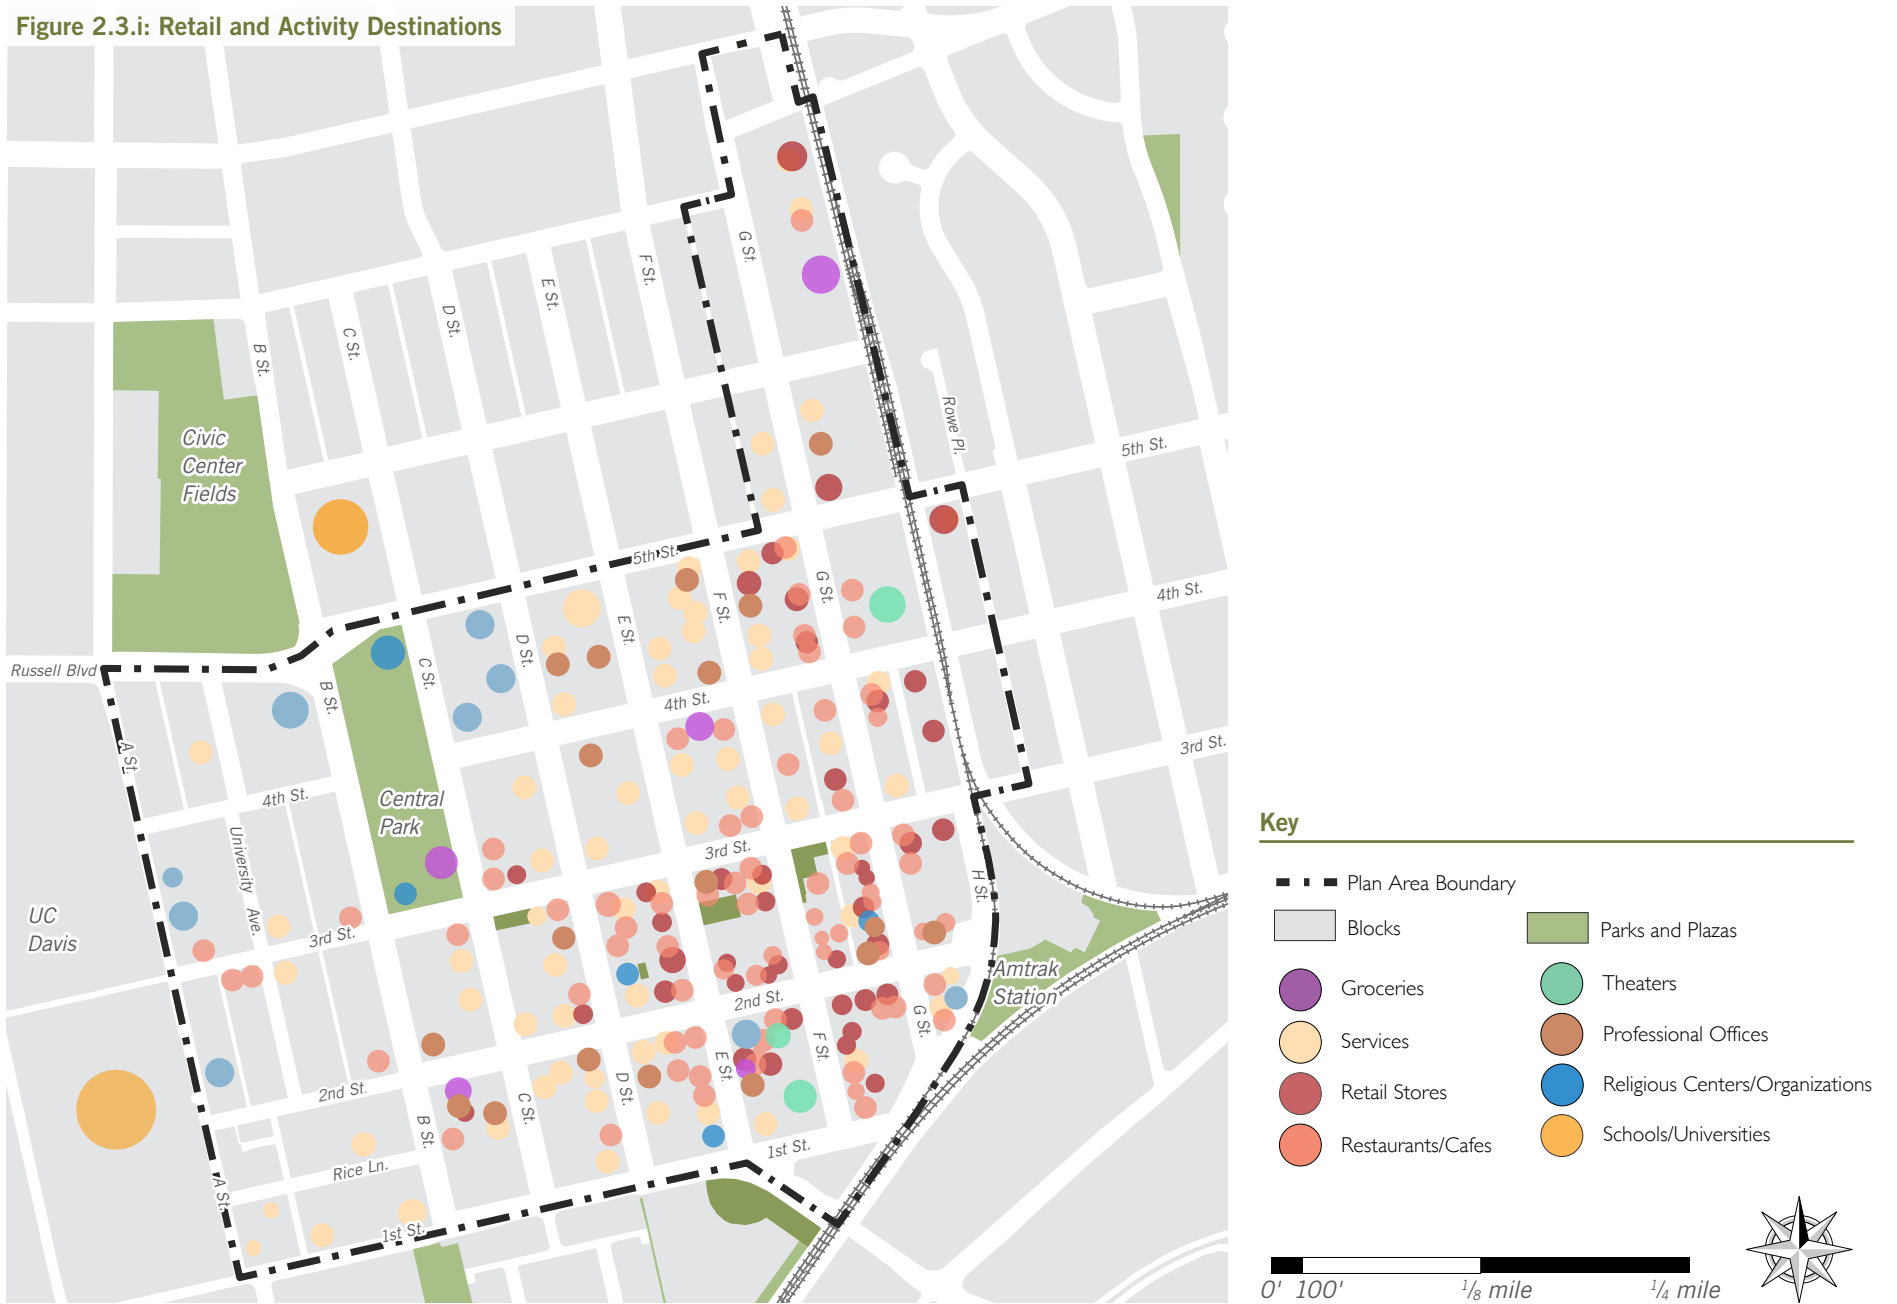 Figure 2.3.i: Retail and Activity Destinations
G St.
F St.
E St.
D St.
C St.
B St.
Civic
Center
Fields
Rowe Pl.
5th St.
5th St.
4th St.
G St.
F St.
E St.
D St.
C St.
B St.
Russell Blvd
A St.
4th St.
3rd St.
4th St.
Central
Park
University
Ave.
3rd St.
H St.
UC
Davis
3rd St.
Amtrak
Station
2nd St.
G St.
F St.
E St.
D St.
C St.
B St.
2nd St.
1st St.
Rice Ln.
A St.
1st St.
Key
Plan Area Boundary
Blocks
Parks and Plazas
Groceries
Theaters
Services
Professional Offices
Retail Stores
Religious Centers/Organizations
Restaurants/Cafes
Schools/Universities
0' 100' 1/8 mile 1/4 mile